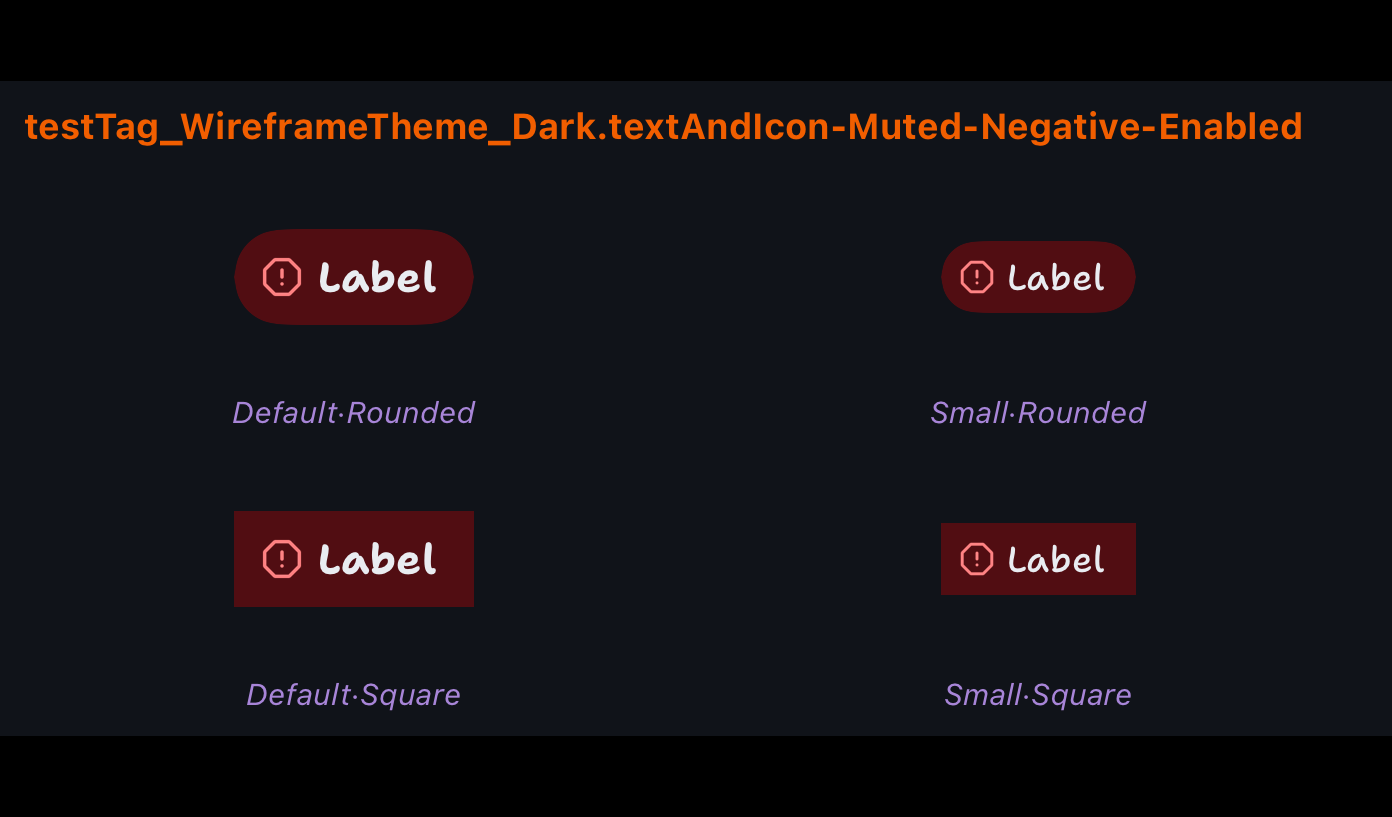 testTag_WireframeTheme_Dark.textAndIcon-Muted-Negative-Enabled
Label
Label
Default·Rounded
Small·Rounded
Label
Label
Default·Square
Small·Square